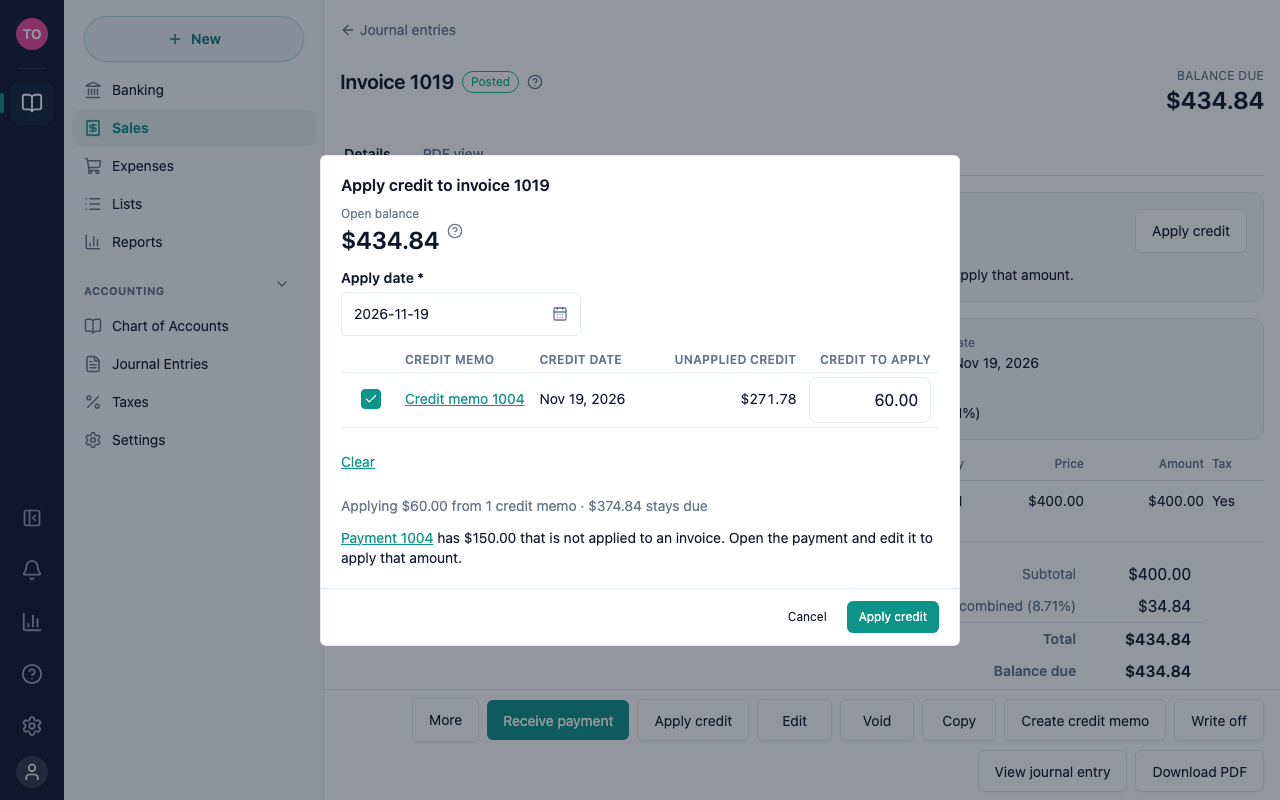 TO
New
Banking
Sales
Expenses
Lists
Reports
ACCOUNTING
Chart of Accounts
Journal Entries
Taxes
Settings
Journal entries
Invoice 1019 Posted
BALANCE DUE
$434.84
Details PDF view
Apply credit
pply that amount.
Nov 19, 2026
Price Amount Tax
$400.00 $400.00 Yes
Subtotal $400.00
combined (8.71%) $34.84
Total $434.84
Balance due $434.84
Apply credit to invoice 1019
Open balance
$434.84
Apply date *
2026-11-19
CREDIT MEMO CREDIT DATE UNAPPLIED CREDIT CREDIT TO APPLY
Credit memo 1004 Nov 19, 2026 $271.78 60.00
Clear
Applying $60.00 from 1 credit memo · $374.84 stays due
Payment 1004 has $150.00 that is not applied to an invoice. Open the payment and edit it to
apply that amount.
Cancel Apply credit
More Receive payment Apply credit Edit Void Copy Create credit memo Write off
View journal entry Download PDF